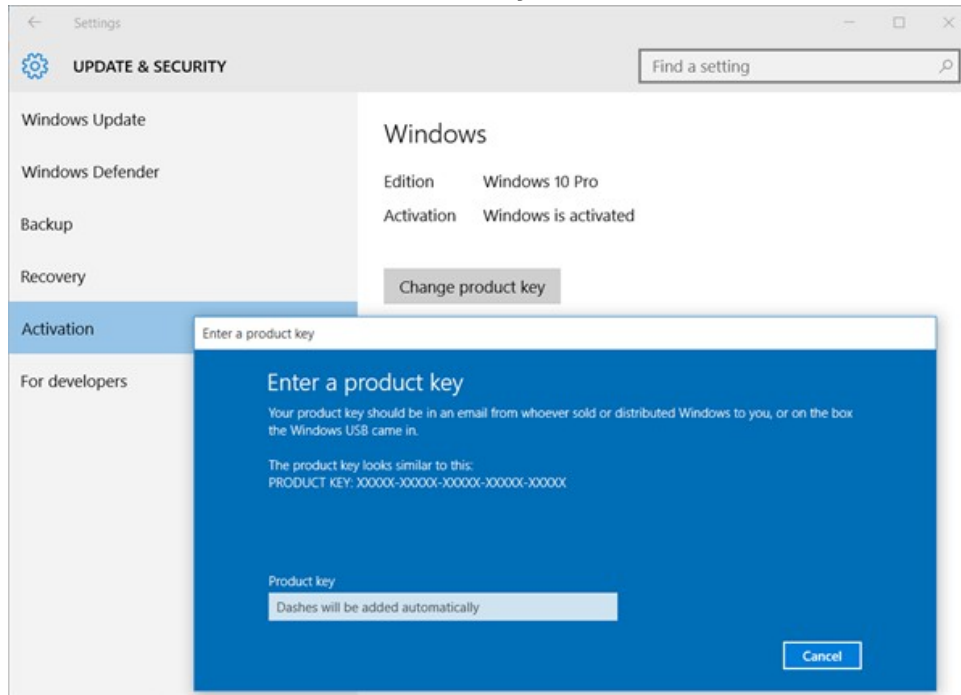 Settings
UPDATE & SECURITY
Find a setting
Windows Update
Windows Defender
Backup
Recovery
Activation
For developers
Windows
Edition Windows 10 Pro
Activation Windows is activated
Change product key
Enter a product key
Enter a product key
Your product key should be in an email from whoever sold or distributed Windows to you, or on the box
the Windows USB came in.
The product key looks similar to this:
PRODUCT KEY: XXXXX-XXXXX-XXXXX-XXXXX-XXXXX
Product key
Dashes will be added automatically
Cancel